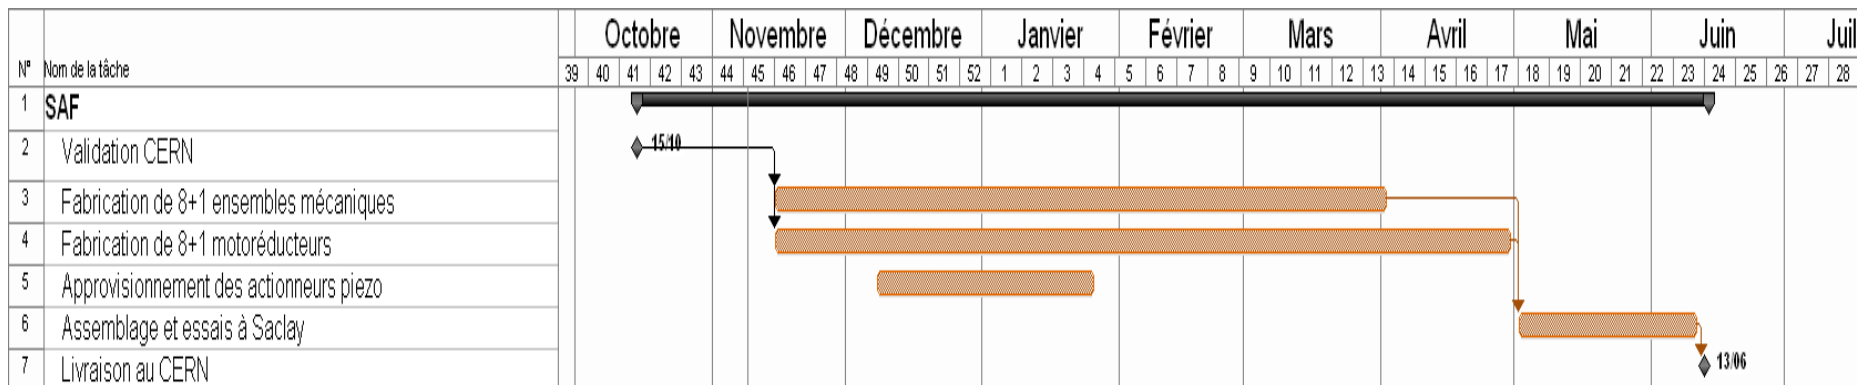 Octobre Novembre Décembre Janvier Février Mars Avril Mai Juin Juil
N° Nom de la tâche 39 40 41 42 43 44 45 46 47 48 49 50 51 52 1 2 3 4 5 6 7 8 9 10 11 12 13 14 15 16 17 18 19 20 21 22 23 24 25 26 27 28
1 SAF
2 Validation CERN 15/10
3 Fabrication de 8+1 ensembles mécaniques
4 Fabrication de 8+1 motoréducteurs
5 Approvisionnement des actionneurs piezo
6 Assemblage et essais à Saclay
7 Livraison au CERN 13/06